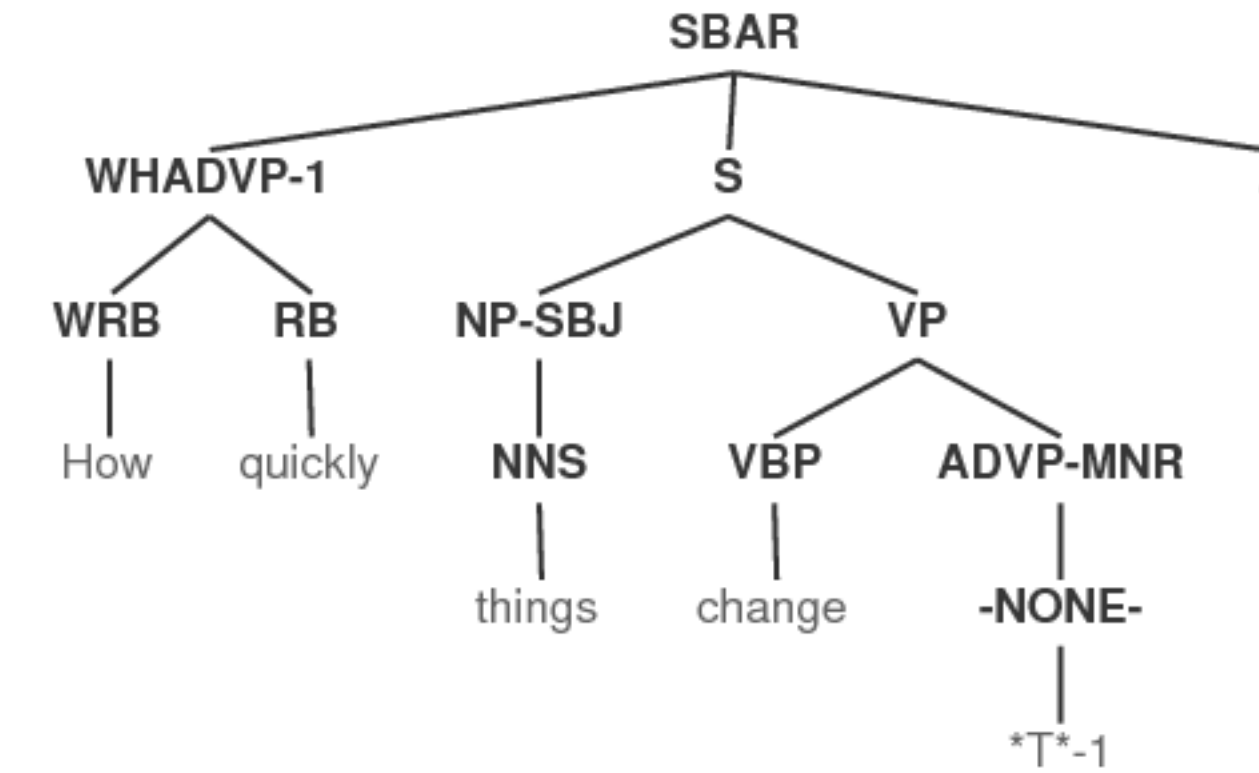 SBAR
WHADVP-1 S
WRB RB NP-SBJ VP
How quickly NNS VBP ADVP-MNR
things change -NONE-
*T*-1